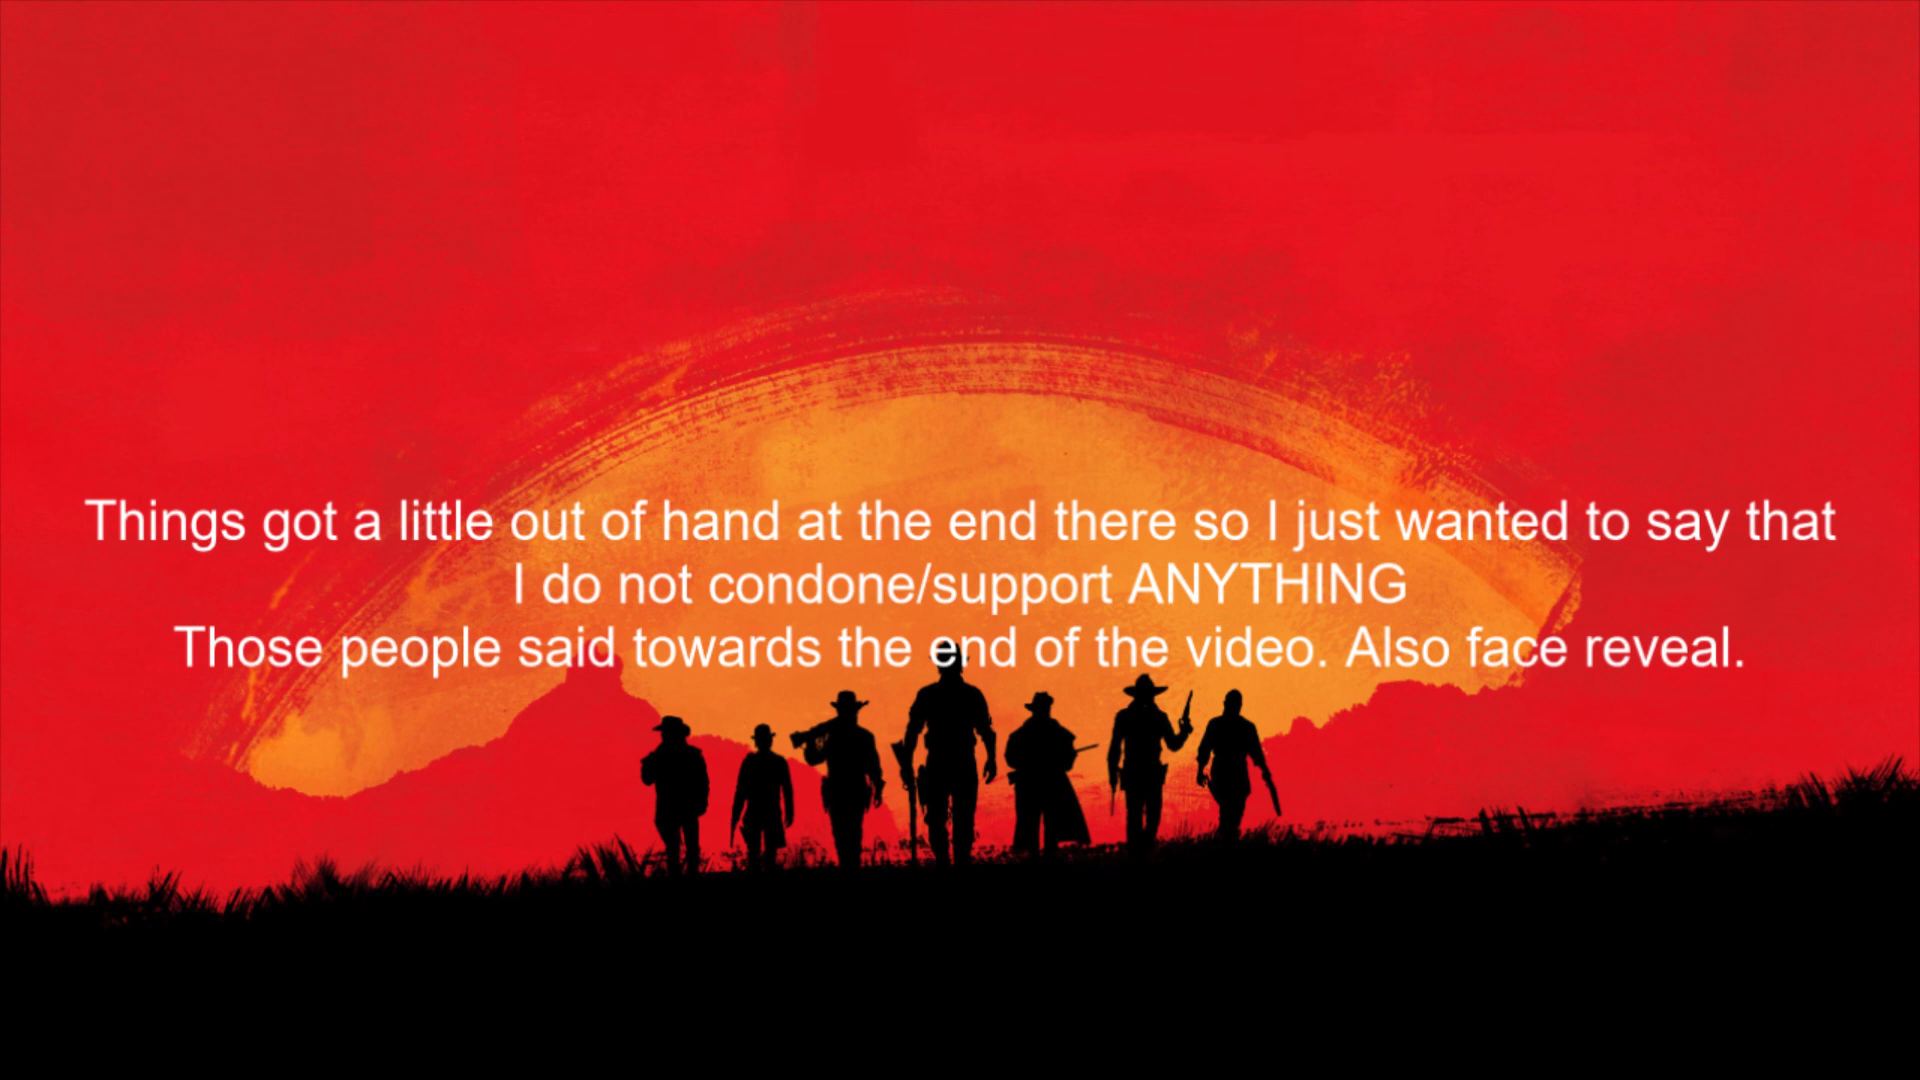 Things got a little out of hand at the end there so I just wanted to say that
I do not condone/support ANYTHING
Those people said towards the end of the video. Also face reveal.